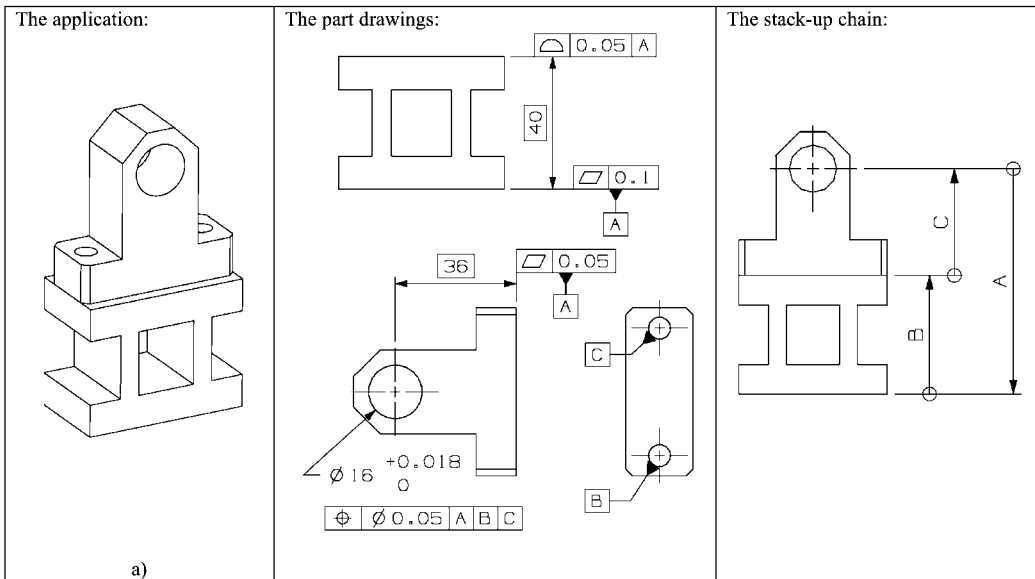 The application:
a)
The part drawings:
⌓ 0.05 A
40
⏥ 0.1
A
36
⏥ 0.05
A
C
B
Ø16 +0.018
0
⌖ Ø0.05 A B C
The stack-up chain:
C
A
B